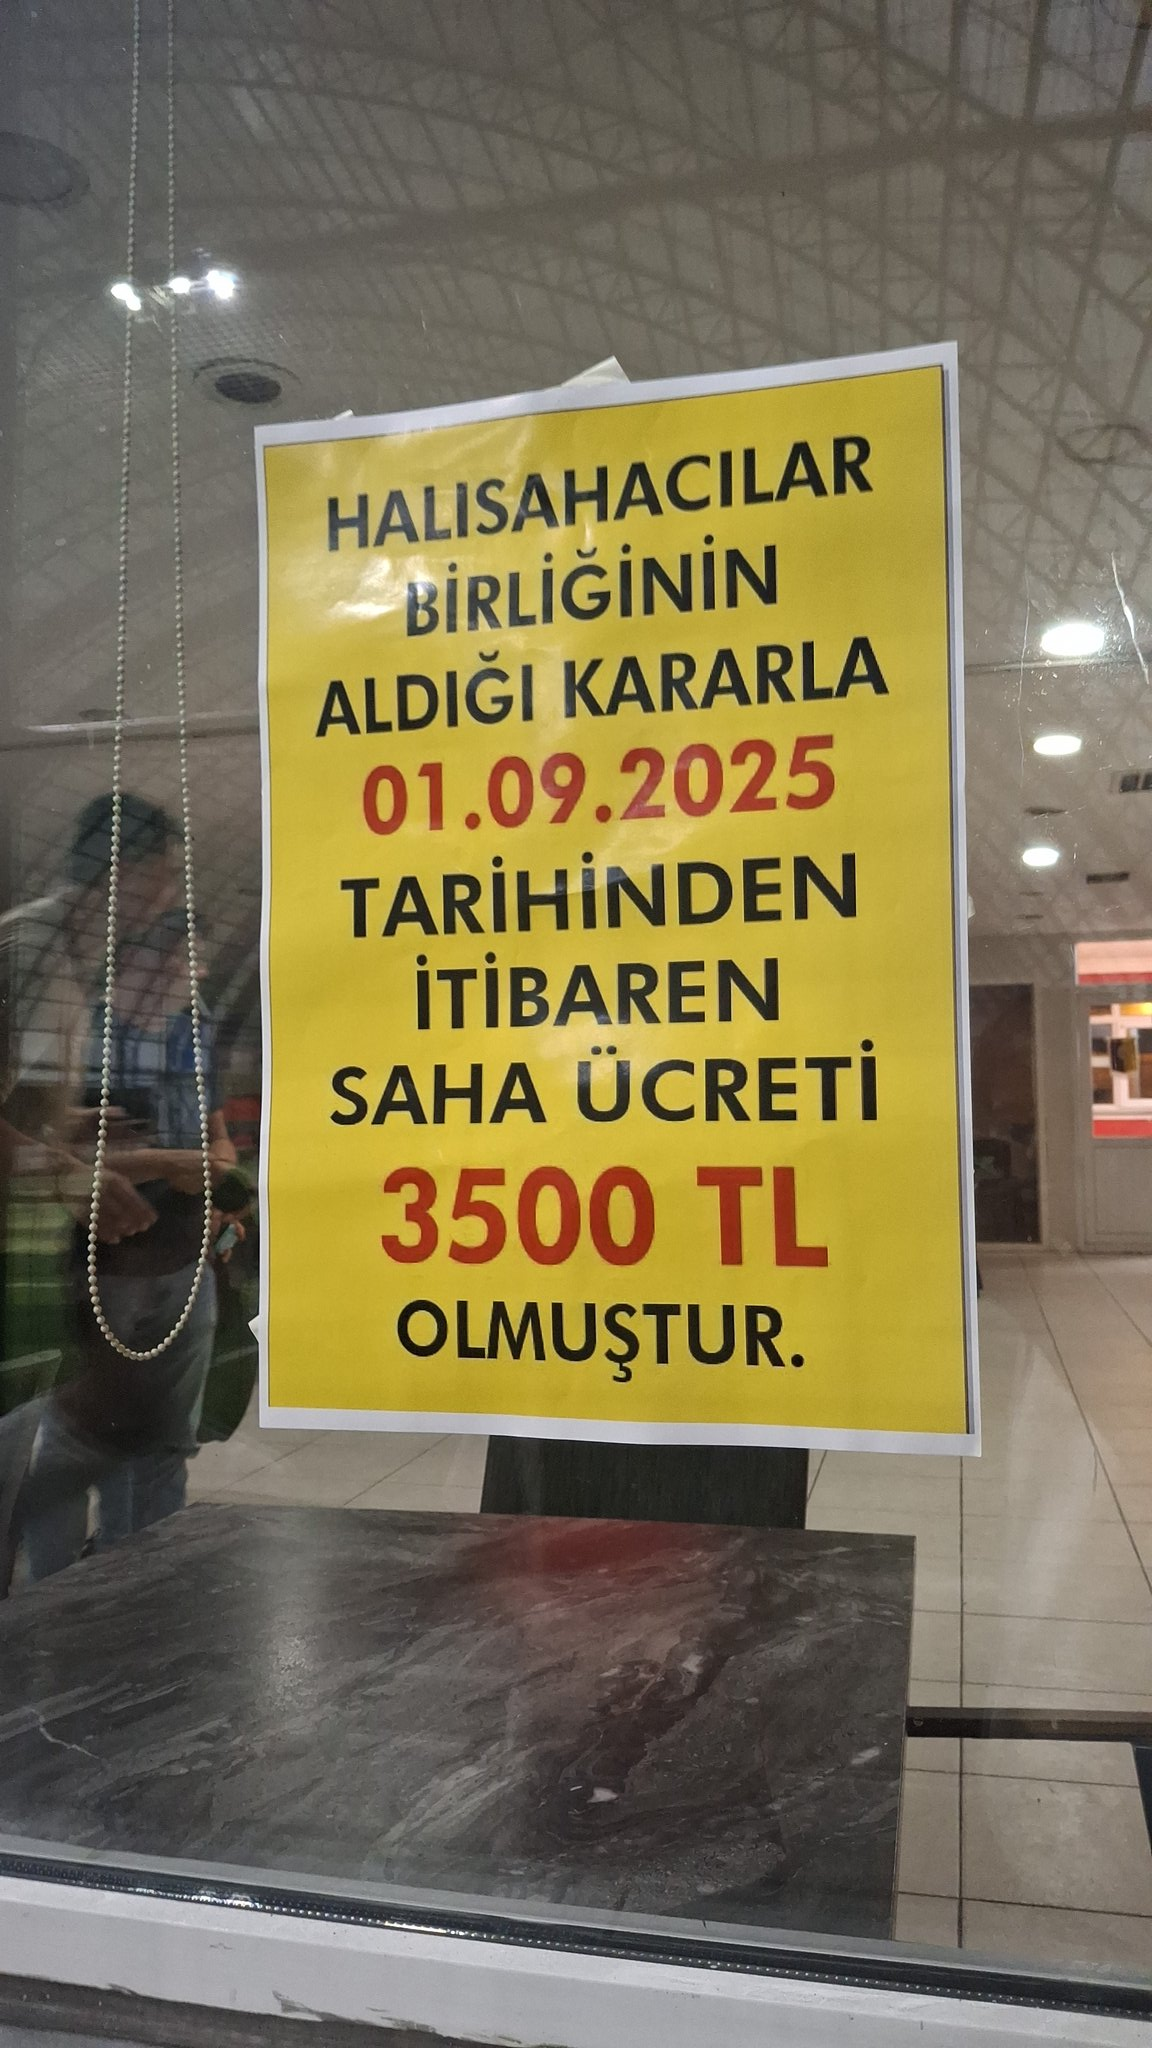 HALISAHACILAR
BİRLİĞİNİN
ALDIĞI KARARLA
01.09.2025
TARİHİNDEN
İTİBAREN
SAHA ÜCRETİ
3500 TL
OLMUŞTUR.